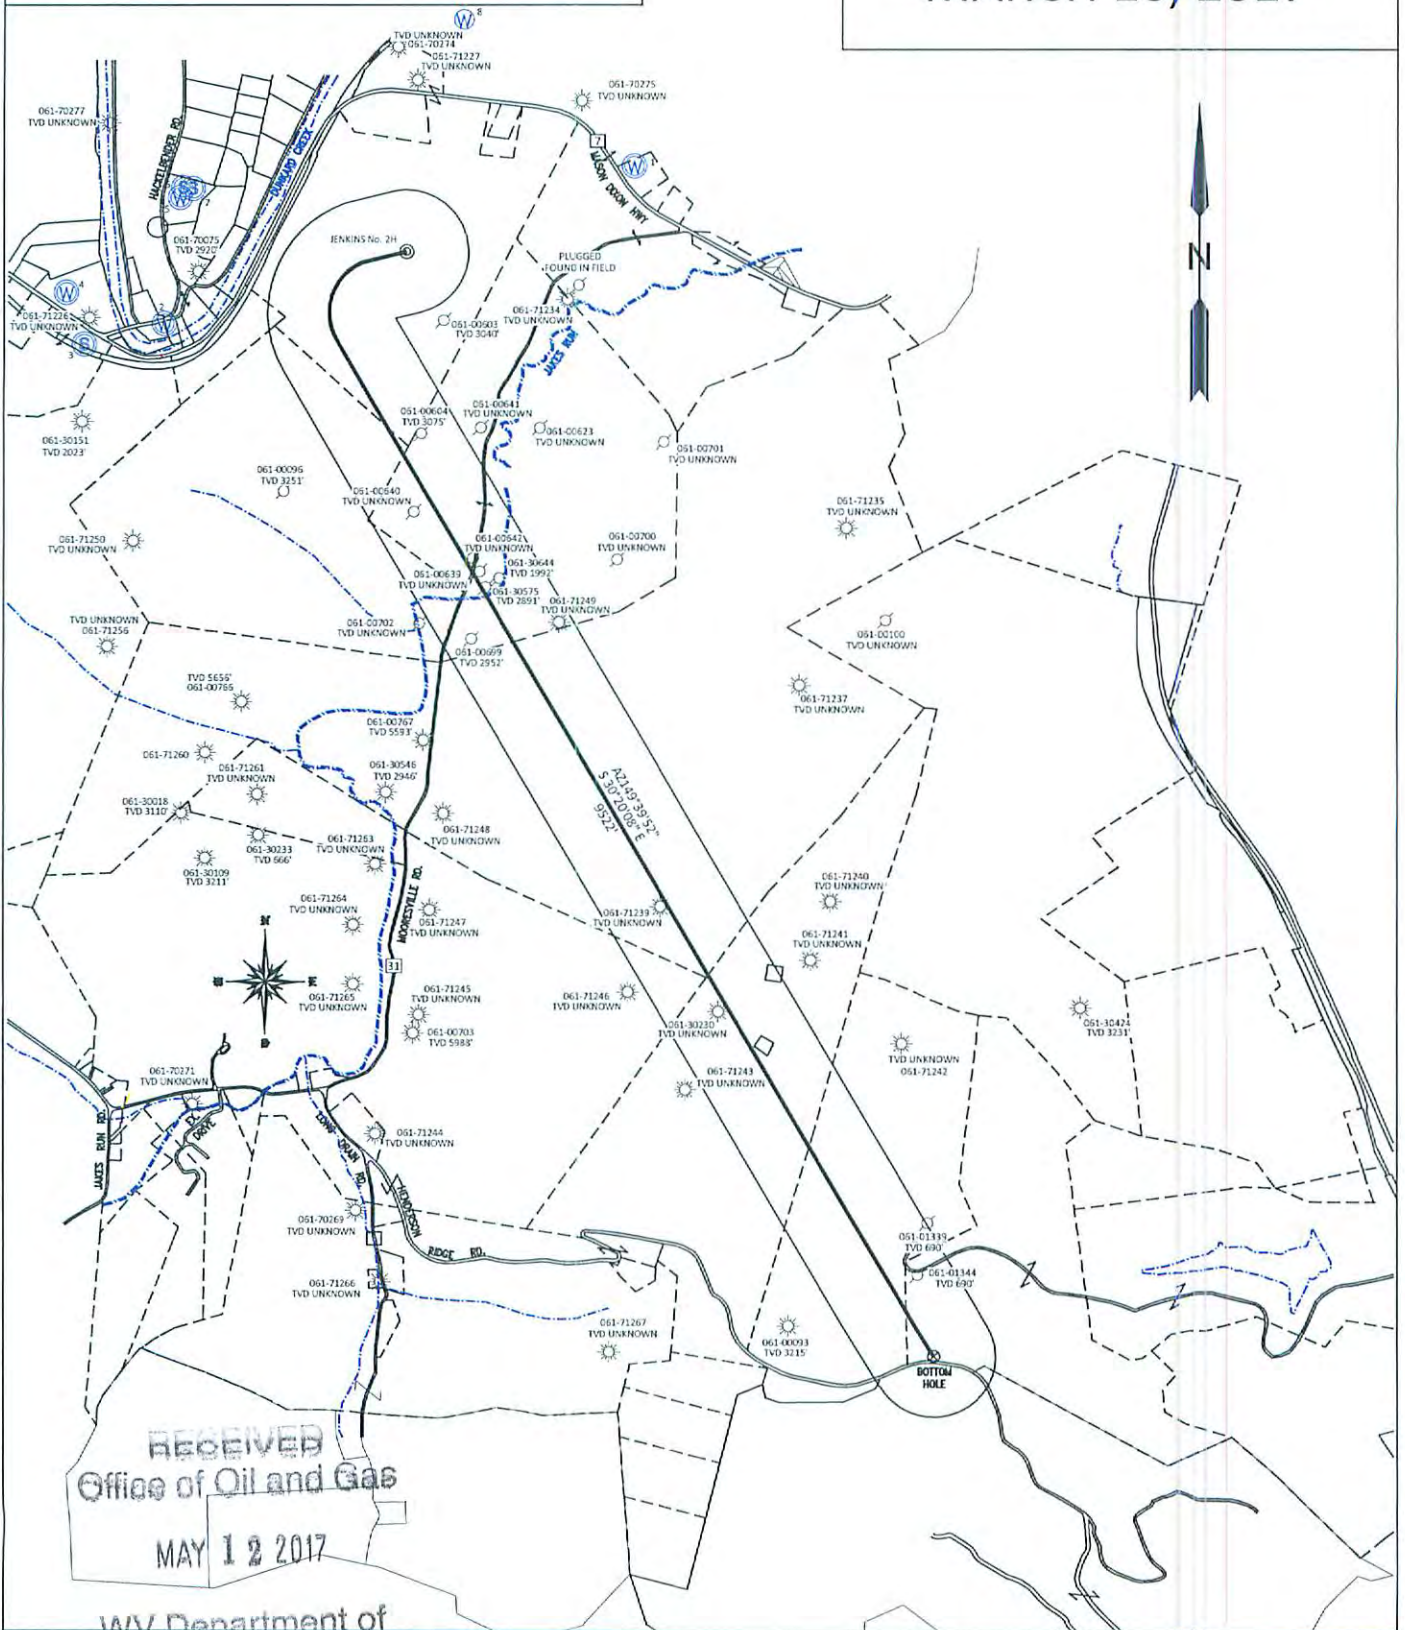 TVD UNKNOWN
061-70274
061-71227
TVD UNKNOWN
8
W
061-70275
TVD UNKNOWN
061-70277
TVD UNKNOWN
HACKELBENDER RD.
DUNKARD CREEK
7
MASON DIXON HWY
W
N
W
7
061-70075
TVD 2920'
JENKINS No. 2H
PLUGGED
FOUND IN FIELD
W
4
061-71226
TVD UNKNOWN
2
W
S
3
061-00603
TVD 3040'
061-71234
TVD UNKNOWN
JAKES RUN
061-30151
TVD 2023'
061-00604
TVD 3075'
061-00641
TVD UNKNOWN
061-00623
TVD UNKNOWN
061-00701
TVD UNKNOWN
061-00096
TVD 3251'
061-00640
TVD UNKNOWN
061-71235
TVD UNKNOWN
061-71250
TVD UNKNOWN
061-00642
TVD UNKNOWN
061-00700
TVD UNKNOWN
061-00639
TVD UNKNOWN
061-30644
TVD 1992'
061-30575
TVD 2891'
061-71249
TVD UNKNOWN
TVD UNKNOWN
061-71256
061-00702
TVD UNKNOWN
061-00699
TVD 2952'
061-00100
TVD UNKNOWN
TVD 5656'
061-00766
061-71237
TVD UNKNOWN
061-00767
TVD 5593'
061-71260
061-71261
TVD UNKNOWN
061-30546
TVD 2946'
AZ149°39'52"
S 30°20'08" E
9522'
061-30018
TVD 3110'
061-30233
TVD 666'
061-71263
TVD UNKNOWN
061-71248
TVD UNKNOWN
061-30109
TVD 3211'
061-71264
TVD UNKNOWN
MOORESVILLE RD.
061-71247
TVD UNKNOWN
061-71239
TVD UNKNOWN
061-71240
TVD UNKNOWN
061-71241
TVD UNKNOWN
31
061-71265
TVD UNKNOWN
061-71245
TVD UNKNOWN
061-00703
TVD 5988'
061-71246
TVD UNKNOWN
061-30230
TVD UNKNOWN
061-30424
TVD 3231'
TVD UNKNOWN
061-71242
061-70271
TVD UNKNOWN
061-71243
TVD UNKNOWN
JAKES RUN RD.
DRIVE
LONG DRAIN RD.
061-71244
TVD UNKNOWN
HENDERSON
RIDGE RD.
061-70269
TVD UNKNOWN
061-01339
TVD 690'
061-01344
TVD 690'
061-71266
TVD UNKNOWN
061-71267
TVD UNKNOWN
061-00093
TVD 3215'
BOTTOM
HOLE
RECEIVED
Office of Oil and Gas
MAY 12 2017
WV Department of